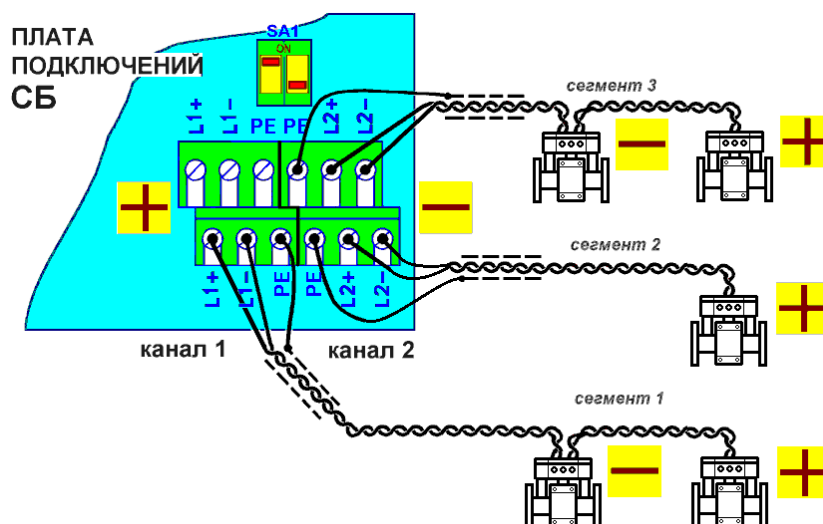 ПЛАТА
ПОДКЛЮЧЕНИЙ
СБ
SA1
ON
L1+ L1− PE PE L2+ L2−
L1+ L1− PE PE L2+ L2−
канал 1 канал 2
сегмент 3
сегмент 2
сегмент 1